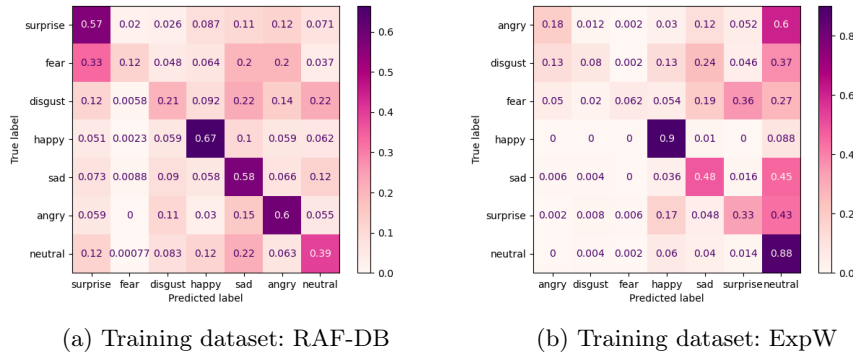 surprise 0.57 0.02 0.026 0.087 0.11 0.12 0.071
fear 0.33 0.12 0.048 0.064 0.2 0.2 0.037
disgust 0.12 0.0058 0.21 0.092 0.22 0.14 0.22
happy 0.051 0.0023 0.059 0.67 0.1 0.059 0.062
sad 0.073 0.0088 0.09 0.058 0.58 0.066 0.12
angry 0.059 0 0.11 0.03 0.15 0.6 0.055
neutral 0.12 0.00077 0.083 0.12 0.22 0.063 0.39
surprise fear disgust happy sad angry neutral
Predicted label
True label
0.6
0.5
0.4
0.3
0.2
0.1
0.0
(a) Training dataset: RAF-DB
angry 0.18 0.012 0.002 0.03 0.12 0.052 0.6
disgust 0.13 0.08 0.002 0.13 0.24 0.046 0.37
fear 0.05 0.02 0.062 0.054 0.19 0.36 0.27
happy 0 0 0 0.9 0.01 0 0.088
sad 0.006 0.004 0 0.036 0.48 0.016 0.45
surprise 0.002 0.008 0.006 0.17 0.048 0.33 0.43
neutral 0 0.004 0.002 0.06 0.04 0.014 0.88
angry disgust fear happy sad surprise neutral
Predicted label
True label
0.8
0.6
0.4
0.2
0.0
(b) Training dataset: ExpW